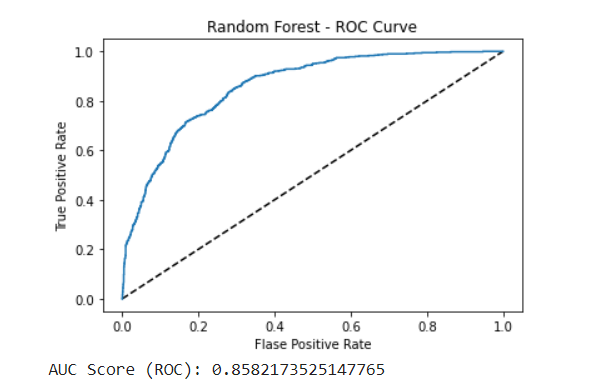 Random Forest - ROC Curve
1.0
0.8
0.6
0.4
0.2
0.0
True Positive Rate
0.0 0.2 0.4 0.6 0.8 1.0
Flase Positive Rate
AUC Score (ROC): 0.8582173525147765